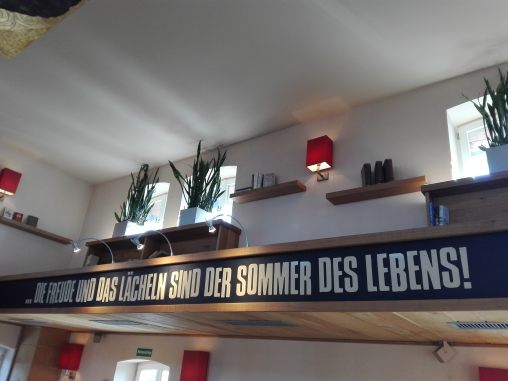 ... DIE FREUDE UND DAS LÄCHELN SIND DER SOMMER DES LEBENS!